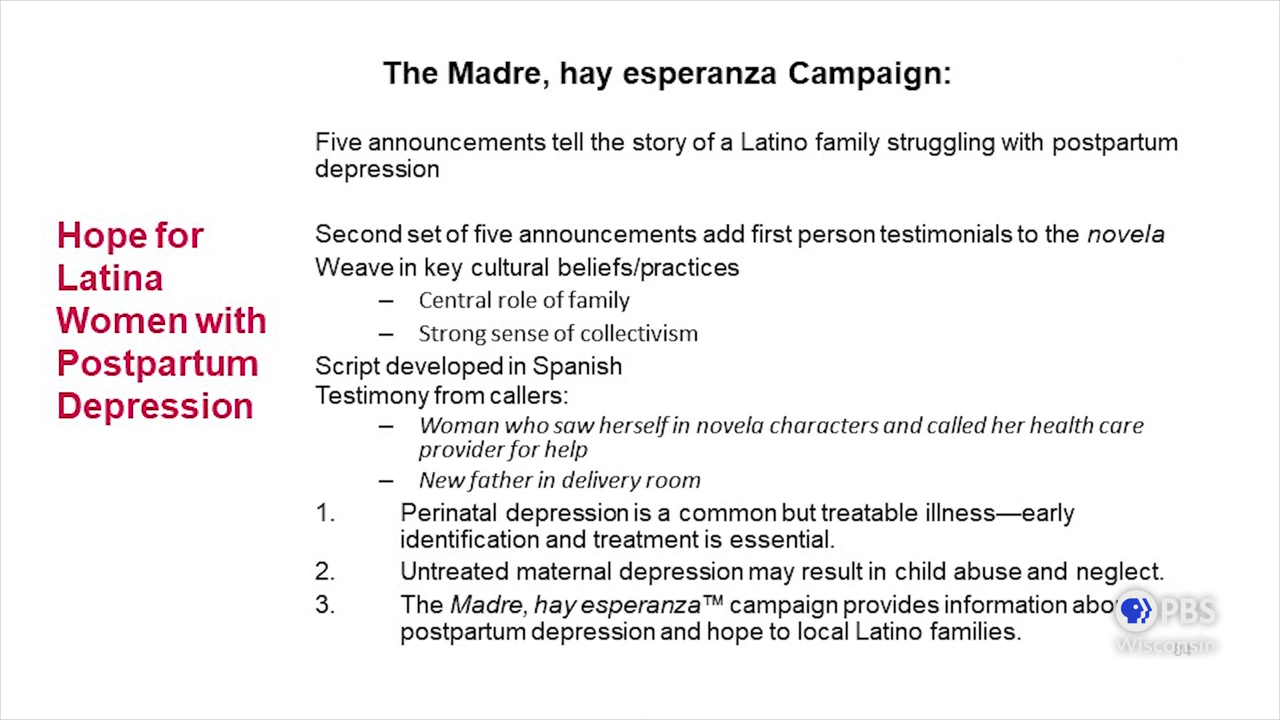 The Madre, hay esperanza Campaign:
Five announcements tell the story of a Latino family struggling with postpartum
depression
Hope for
Latina
Women with
Postpartum
Depression
Second set of five announcements add first person testimonials to the novela
Weave in key cultural beliefs/practices
– Central role of family
– Strong sense of collectivism
Script developed in Spanish
Testimony from callers:
– Woman who saw herself in novela characters and called her health care
provider for help
– New father in delivery room
1. Perinatal depression is a common but treatable illness—early
identification and treatment is essential.
2. Untreated maternal depression may result in child abuse and neglect.
3. The Madre, hay esperanza™ campaign provides information
postpartum depression and hope to local Latino families.
PBS
Wisconsin